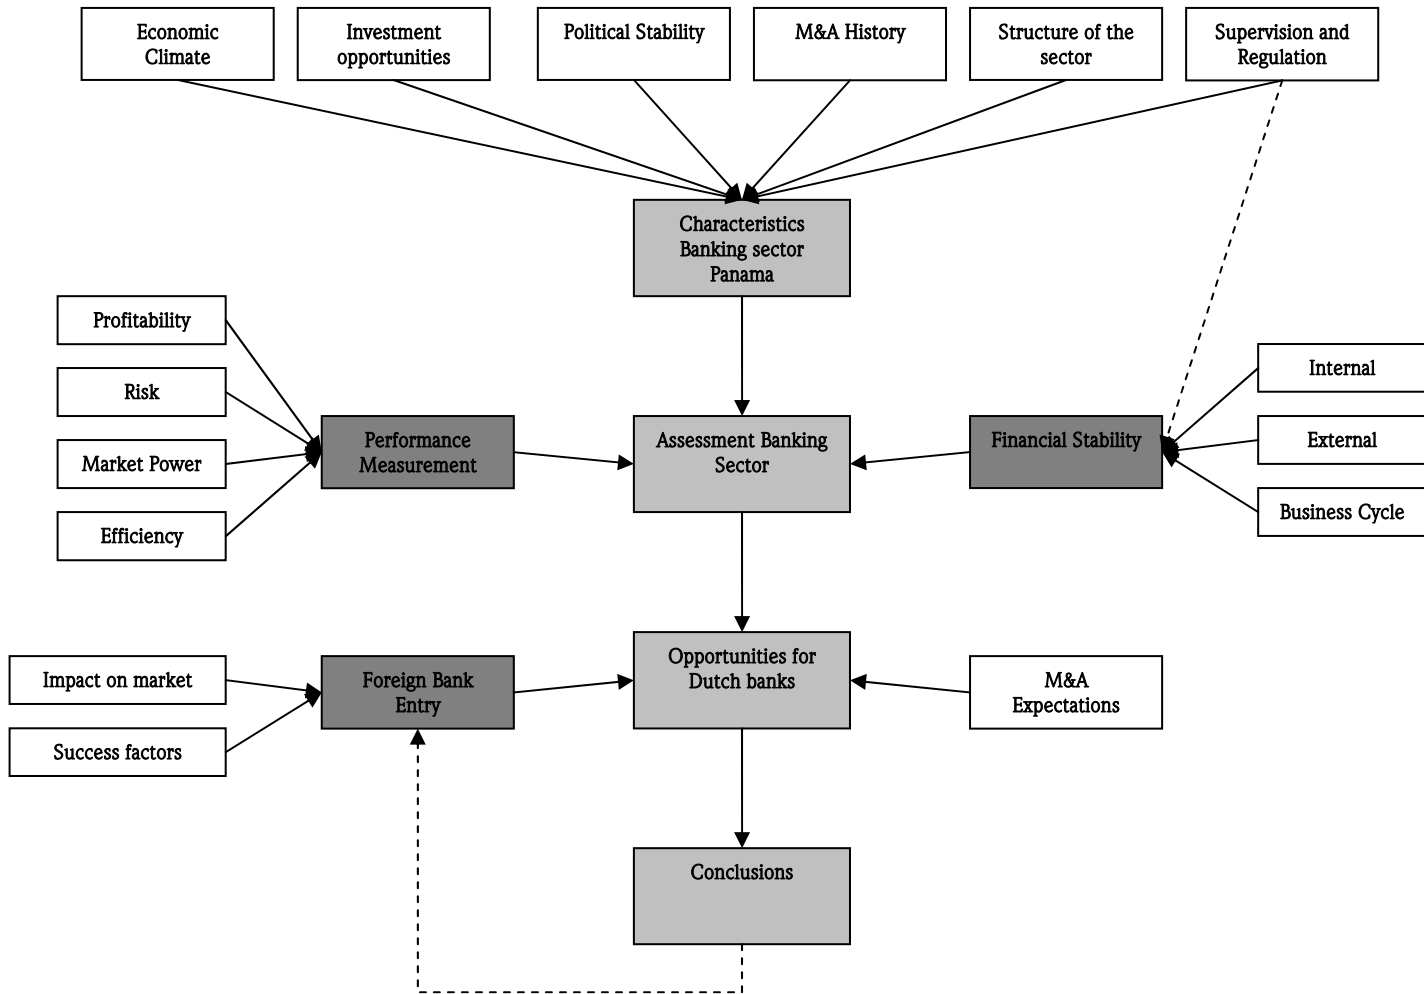 Economic
Climate
Investment
opportunities
Political Stability
M&A History
Structure of the
sector
Supervision and
Regulation
Characteristics
Banking sector
Panama
Profitability
Risk
Market Power
Efficiency
Performance
Measurement
Assessment Banking
Sector
Financial Stability
Internal
External
Business Cycle
Impact on market
Success factors
Foreign Bank
Entry
Opportunities for
Dutch banks
M&A
Expectations
Conclusions